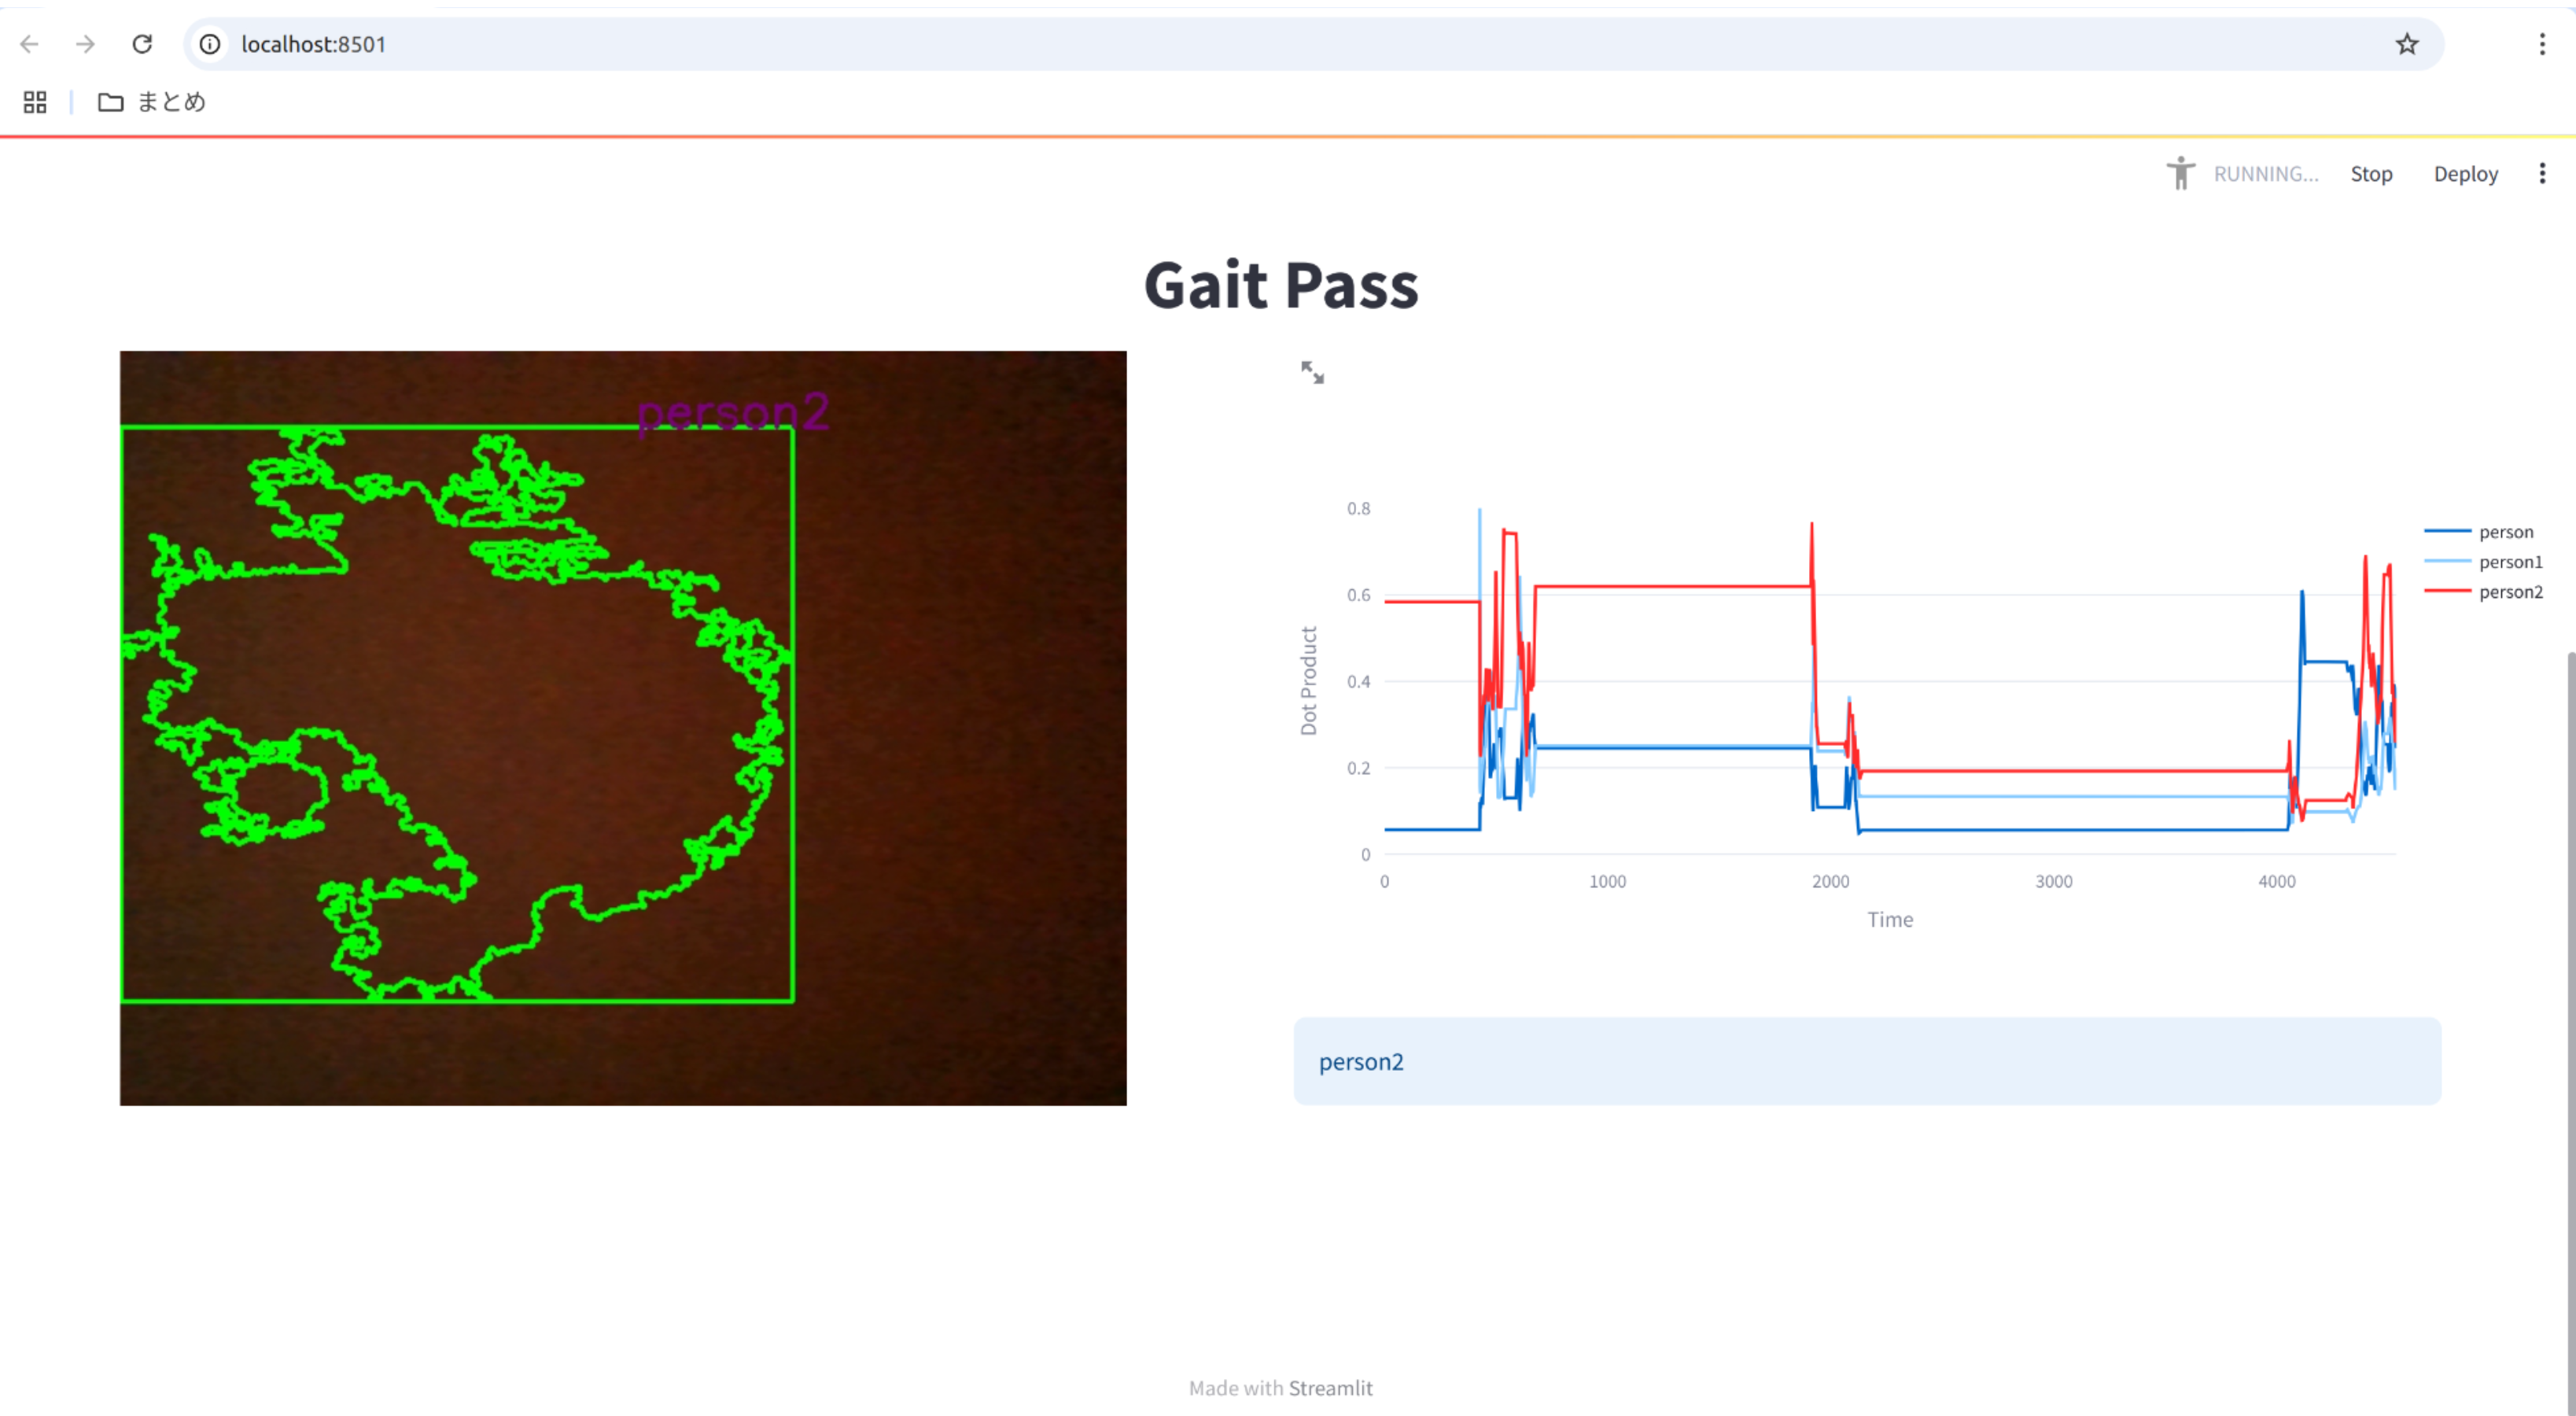 localhost:8501
まとめ
RUNNING...
Stop
Deploy
Gait Pass
person2
0.8
0.6
0.4
0.2
0
Dot Product
0
1000
2000
3000
4000
Time
person
person1
person2
person2
Made with Streamlit